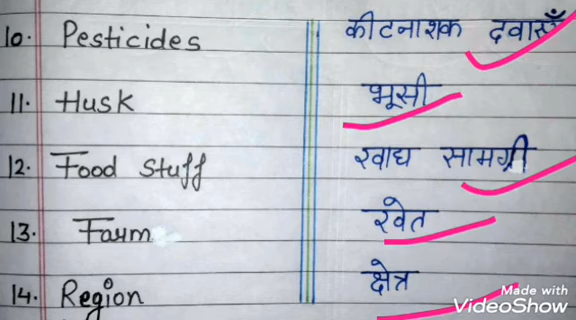 10. Pesticides कीटनाशक दवाएँ
11. Husk भूसी
12. Food Stuff खाद्य सामग्री
13. Farm खेत
14. Region क्षेत्र
Made with
VideoShow